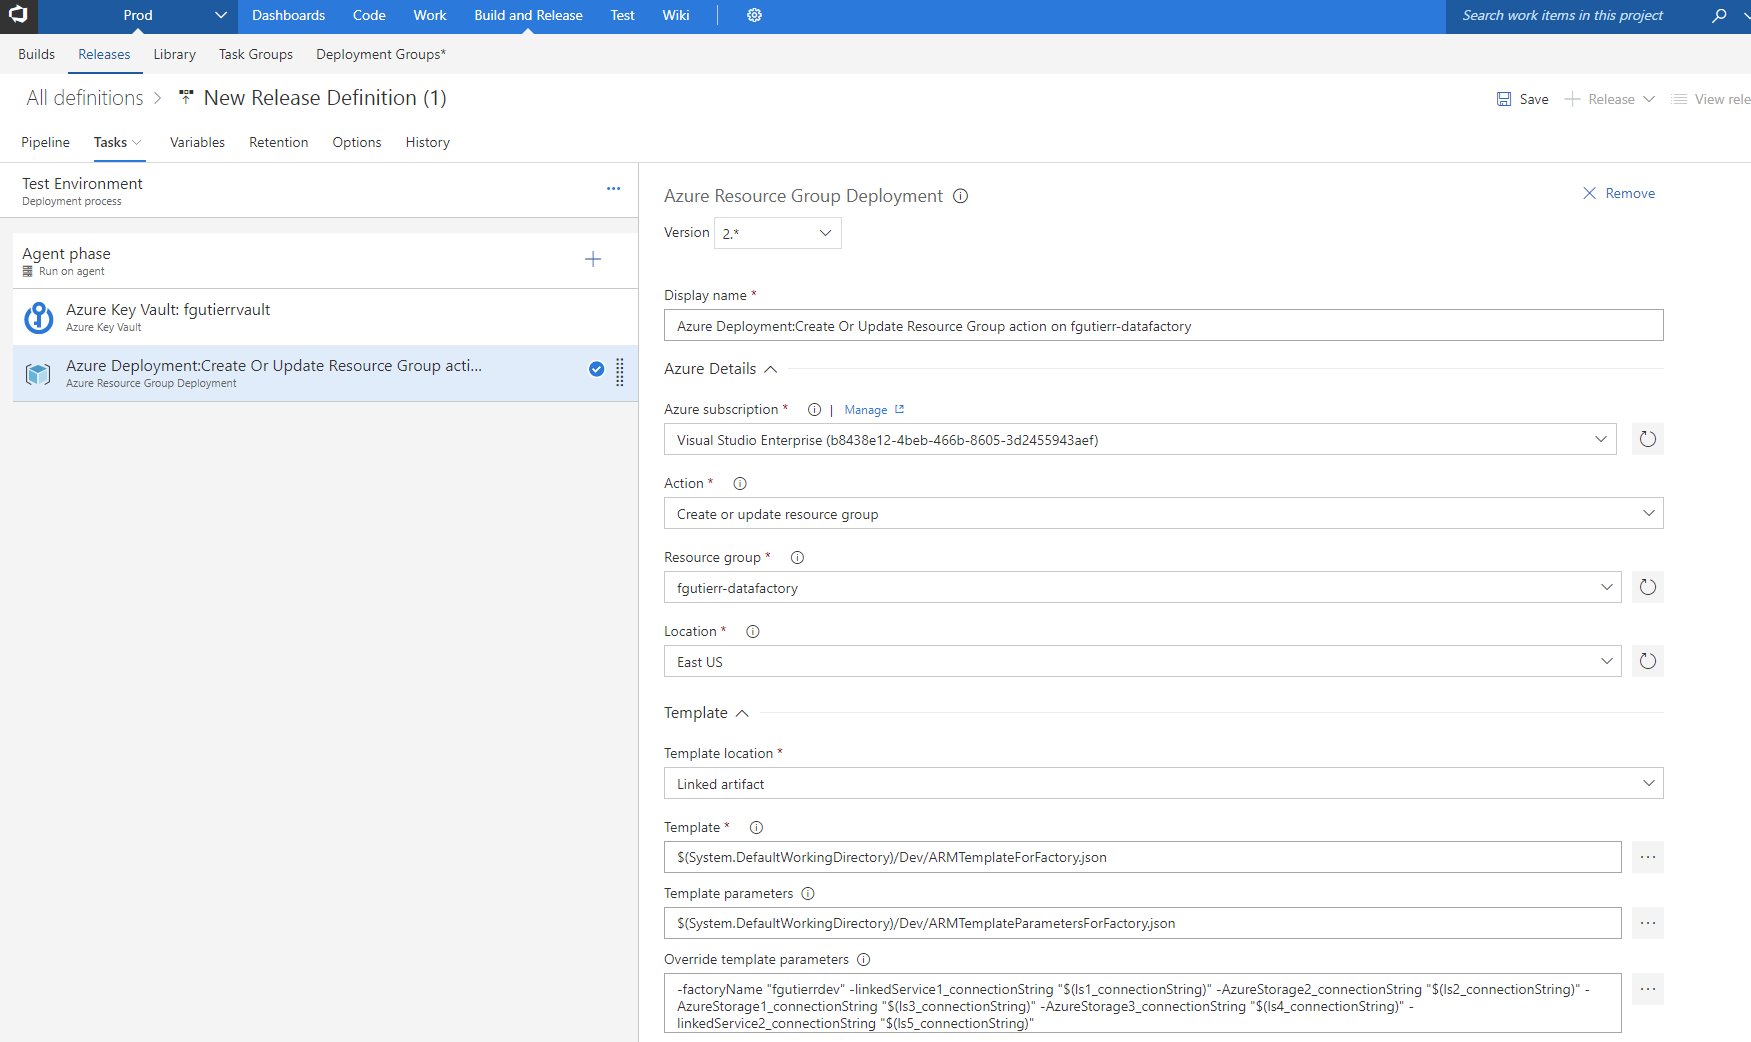 Prod
Dashboards
Code
Work
Build and Release
Test
Wiki
Search work items in this project
Builds
Releases
Library
Task Groups
Deployment Groups*
All definitions
New Release Definition (1)
Save
Release
View rele
Pipeline
Tasks
Variables
Retention
Options
History
Test Environment
Deployment process
Agent phase
Run on agent
Azure Key Vault: fgutierrvault
Azure Key Vault
Azure Deployment:Create Or Update Resource Group acti...
Azure Resource Group Deployment
Azure Resource Group Deployment
Remove
Version
2.*
Display name *
Azure Deployment:Create Or Update Resource Group action on fgutierr-datafactory
Azure Details
Azure subscription *
|
Manage
Visual Studio Enterprise (b8438e12-4beb-466b-8605-3d2455943aef)
Action *
Create or update resource group
Resource group *
fgutierr-datafactory
Location *
East US
Template
Template location *
Linked artifact
Template *
$(System.DefaultWorkingDirectory)/Dev/ARMTemplateForFactory.json
Template parameters
$(System.DefaultWorkingDirectory)/Dev/ARMTemplateParametersForFactory.json
Override template parameters
-factoryName "fgutierrdev" -linkedService1_connectionString "$(ls1_connectionString)" -AzureStorage2_connectionString "$(ls2_connectionString)" -
AzureStorage1_connectionString "$(ls3_connectionString)" -AzureStorage3_connectionString "$(ls4_connectionString)" -
linkedService2_connectionString "$(ls5_connectionString)"